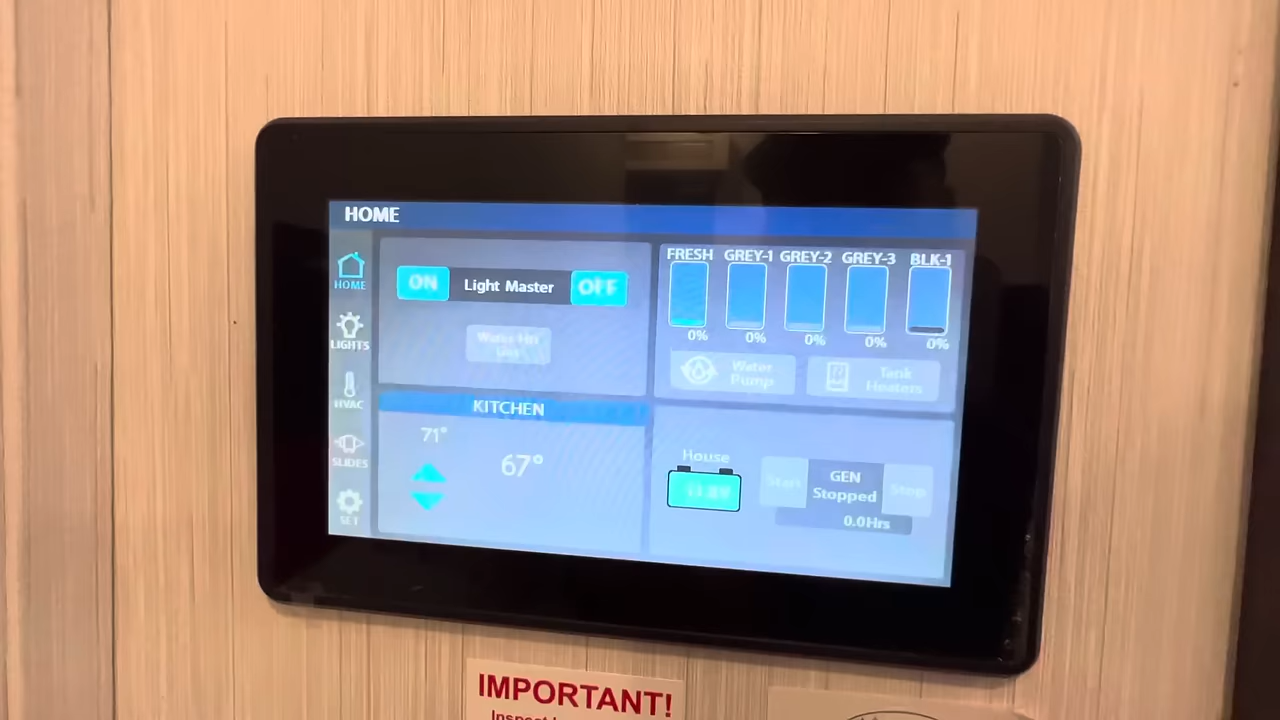 HOME
HOME
LIGHTS
HVAC
SLIDES
SET
ON
Light Master
OFF
KITCHEN
71°
67°
FRESH
GREY-1
GREY-2
GREY-3
BLK-1
0%
0%
0%
0%
0%
Water
Pump
Tank
Heaters
House
Start
GEN
Stopped
Stop
0.0Hrs
IMPORTANT!